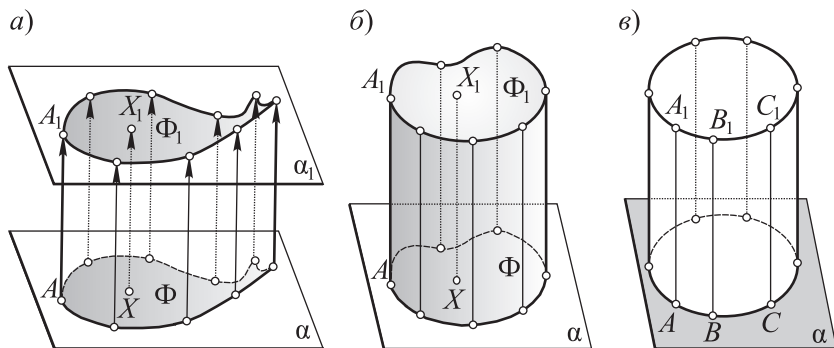 а) б) в)
A₁ X₁ Φ₁ α₁
A X Φ α
A₁ X₁ Φ₁
A X Φ
A₁ B₁ C₁
A B C α